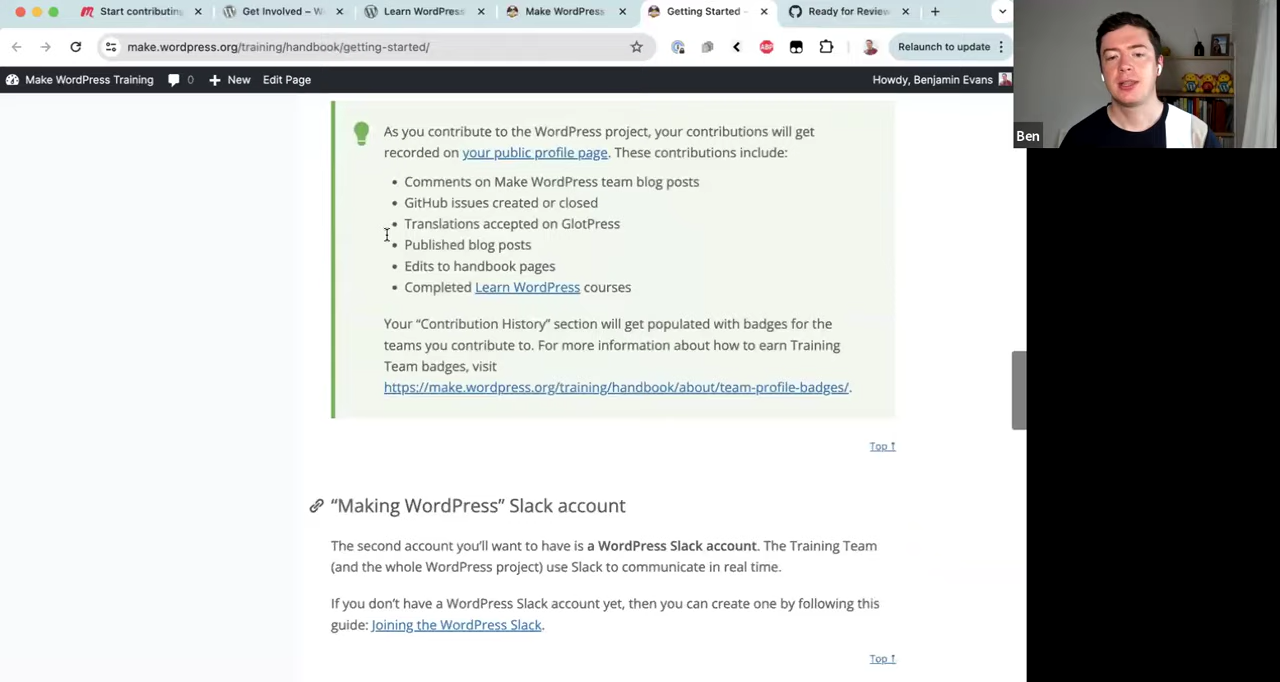 Start contributing
Get Involved – W
Learn WordPress
Make WordPress
Getting Started –
Ready for Review
make.wordpress.org/training/handbook/getting-started/
ABP
Relaunch to update
Make WordPress Training
0
New
Edit Page
Howdy, Benjamin Evans
Ben
As you contribute to the WordPress project, your contributions will get
recorded on your public profile page. These contributions include:
• Comments on Make WordPress team blog posts
• GitHub issues created or closed
• Translations accepted on GlotPress
• Published blog posts
• Edits to handbook pages
• Completed Learn WordPress courses
Your “Contribution History” section will get populated with badges for the
teams you contribute to. For more information about how to earn Training
Team badges, visit
https://make.wordpress.org/training/handbook/about/team-profile-badges/.
Top ↑
“Making WordPress” Slack account
The second account you’ll want to have is a WordPress Slack account. The Training Team
(and the whole WordPress project) use Slack to communicate in real time.
If you don’t have a WordPress Slack account yet, then you can create one by following this
guide: Joining the WordPress Slack.
Top ↑